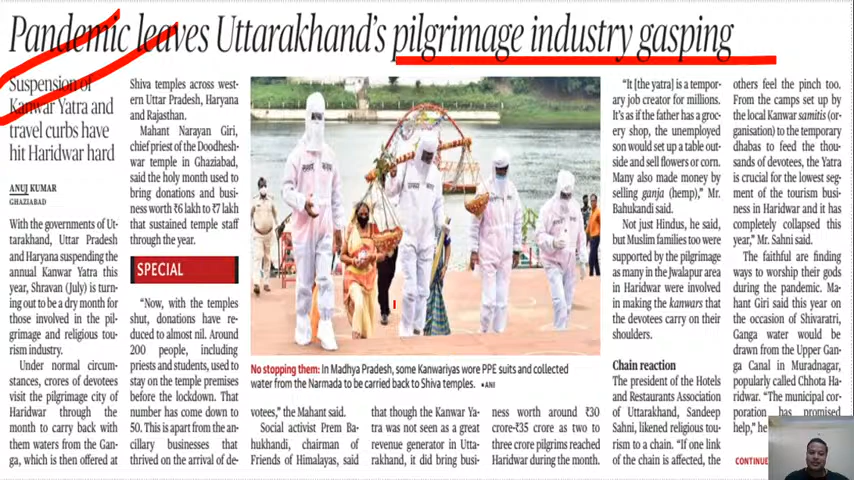 Pandemic leaves Uttarakhand's pilgrimage industry gasping
Suspension of
Kanwar Yatra and
travel curbs have
hit Haridwar hard
ANUJ KUMAR
GHAZIABAD
With the governments of Ut-
tarakhand, Uttar Pradesh
and Haryana suspending the
annual Kanwar Yatra this
year, Shravan (July) is turn-
ing out to be a dry month for
those involved in the pil-
grimage and religious tou-
rism industry.
Under normal circum-
stances, crores of devotees
visit the pilgrimage city of
Haridwar through the
month to carry back with
them waters from the Gan-
ga, which is then offered at
Shiva temples across west-
ern Uttar Pradesh, Haryana
and Rajasthan.
Mahant Narayan Giri,
chief priest of the Doodhesh-
war temple in Ghaziabad,
said the holy month used to
bring donations and busi-
ness worth ₹6 lakh to ₹7 lakh
that sustained temple staff
through the year.
SPECIAL
"Now, with the temples
shut, donations have re-
duced to almost nil. Around
200 people, including
priests and students, used to
stay on the temple premises
before the lockdown. That
number has come down to
50. This is apart from the an-
cillary businesses that
thrived on the arrival of de-
No stopping them: In Madhya Pradesh, some Kanwariyas wore PPE suits and collected
water from the Narmada to be carried back to Shiva temples. •ANI
votees," the Mahant said.
Social activist Prem Ba-
hukhandi, chairman of
Friends of Himalayas, said
that though the Kanwar Ya-
tra was not seen as a great
revenue generator in Utta-
rakhand, it did bring busi-
ness worth around ₹30
crore-₹35 crore as two to
three crore pilgrims reached
Haridwar during the month.
"It [the yatra] is a tempor-
ary job creator for millions.
It's as if the father has a gro-
cery shop, the unemployed
son would set up a table out-
side and sell flowers or corn.
Many also made money by
selling ganja (hemp)," Mr.
Bahukandi said.
Not just Hindus, he said,
but Muslim families too were
supported by the pilgrimage
as many in the Jwalapur area
in Haridwar were involved
in making the kanwars that
the devotees carry on their
shoulders.
Chain reaction
The president of the Hotels
and Restaurants Association
of Uttarakhand, Sandeep
Sahni, likened religious tou-
rism to a chain. "If one link
of the chain is affected, the
others feel the pinch too.
From the camps set up by
the local Kanwar samitis (or-
ganisation) to the temporary
dhabas to feed the thou-
sands of devotees, the Yatra
is crucial for the lowest seg-
ment of the tourism business
in Haridwar and it has
completely collapsed this
year," Mr. Sahni said.
The faithful are finding
ways to worship their gods
during the pandemic. Ma-
hant Giri said this year on
the occasion of Shivaratri,
Ganga water would be
drawn from the Upper Gan-
ga Canal in Muradnagar,
popularly called Chhota Ha-
ridwar. "The municipal cor-
poration has promised
help," he
CONTINUE